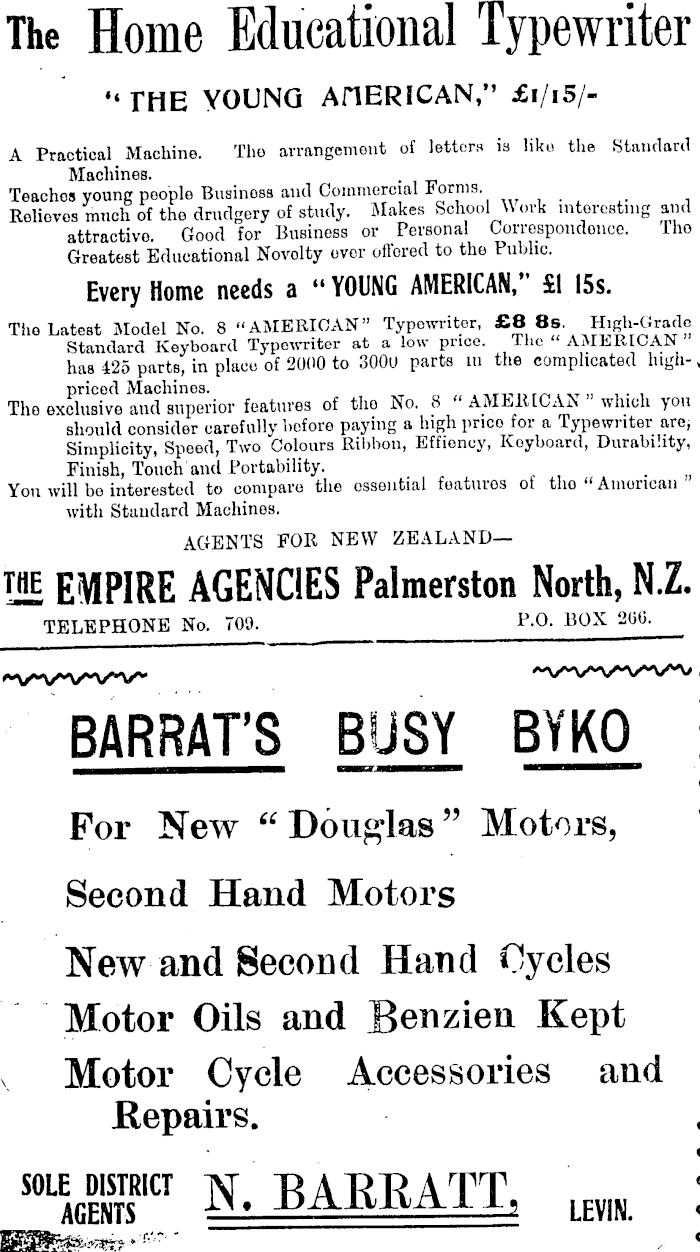 The Home Educational Typewriter
"THE YOUNG AMERICAN," £1/15/-
A Practical Machine. The arrangement of letters is like the Standard
Machines.
Teaches young people Business and Commercial Forms.
Relieves much of the drudgery of study. Makes School Work interesting and
attractive. Good for Business or Personal Correspondence. The
Greatest Educational Novelty ever offered to the Public.
Every Home needs a "YOUNG AMERICAN," £1 15s.
The Latest Model No. 8 "AMERICAN" Typewriter, £8 8s. High-Grade
Standard Keyboard Typewriter at a low price. The "AMERICAN"
has 425 parts, in place of 2000 to 3000 parts in the complicated high-
priced Machines.
The exclusive and superior features of the No. 8 "AMERICAN" which you
should consider carefully before paying a high price for a Typewriter are,
Simplicity, Speed, Two Colours Ribbon, Effiency, Keyboard, Durability,
Finish, Touch and Portability.
You will be interested to compare the essential features of the "American"
with Standard Machines.
AGENTS FOR NEW ZEALAND—
THE EMPIRE AGENCIES Palmerston North, N.Z.
TELEPHONE No. 709. P.O. BOX 266.
BARRAT'S BUSY BYKO
For New "Douglas" Motors,
Second Hand Motors
New and Second Hand Cycles
Motor Oils and Benzien Kept
Motor Cycle Accessories and
Repairs.
SOLE DISTRICT
AGENTS
N. BARRATT,
LEVIN.